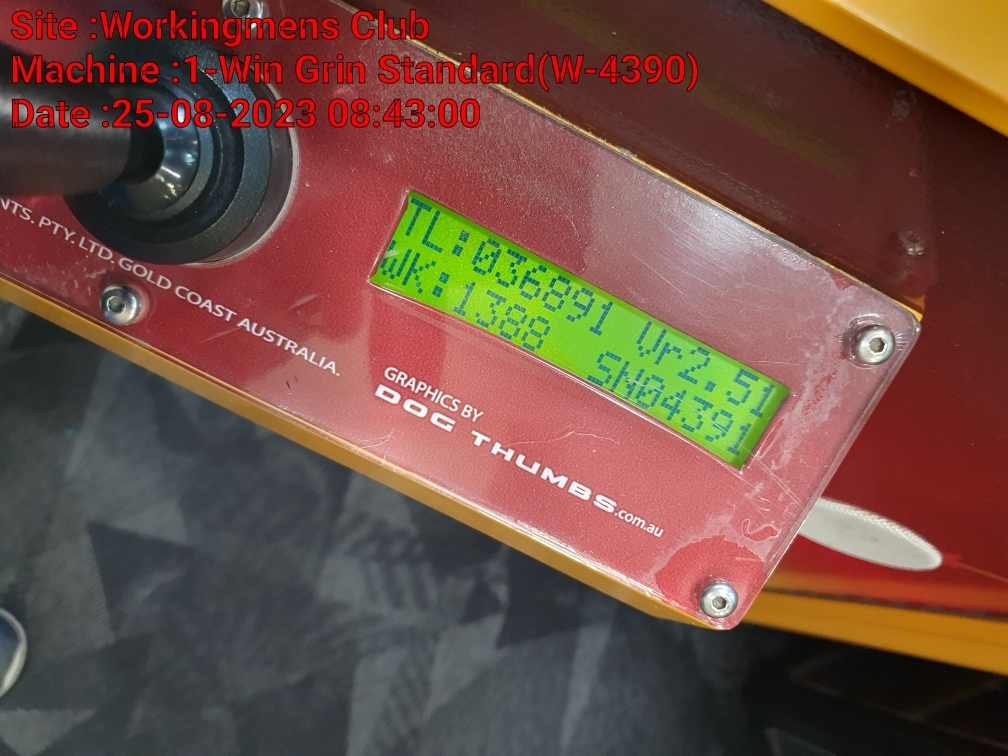 Site :Workingmens Club
Machine :1-Win Grin Standard(W-4390)
Date :25-08-2023 08:43:00
NTS. PTY. LTD. GOLD COAST AUSTRALIA.
TL:036891 Vr2.51
WK:1388 SN04391
GRAPHICS BY
DOG THUMBS.com.au